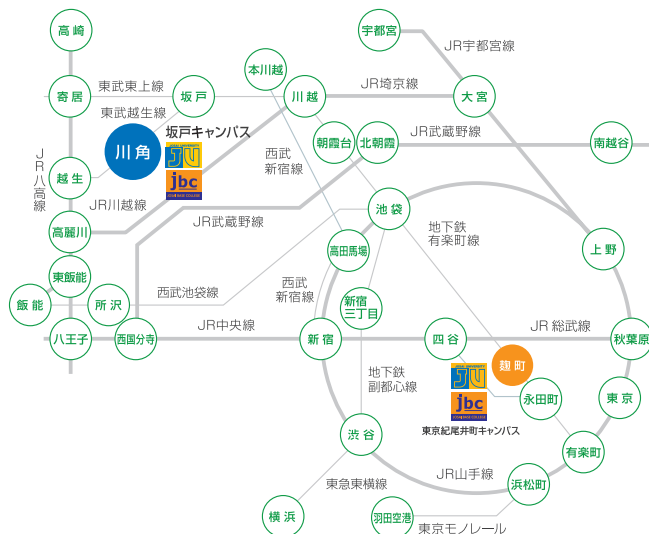 高崎
宇都宮
JR宇都宮線
本川越
寄居
東武東上線
坂戸
川越
JR埼京線
大宮
東武越生線
坂戸キャンパス
川角
朝霞台
北朝霞
JR武蔵野線
南越谷
西武
新宿線
JR八高線
越生
JU
jbc
JR川越線
池袋
高麗川
JR武蔵野線
地下鉄
有楽町線
高田馬場
上野
東飯能
飯能
所沢
西武池袋線
西武
新宿線
新宿
三丁目
八王子
西国分寺
JR中央線
新宿
四谷
JR総武線
秋葉原
麹町
地下鉄
副都心線
JU
jbc
永田町
東京
東京紀尾井町キャンパス
渋谷
有楽町
JR山手線
東急東横線
浜松町
横浜
羽田空港
東京モノレール